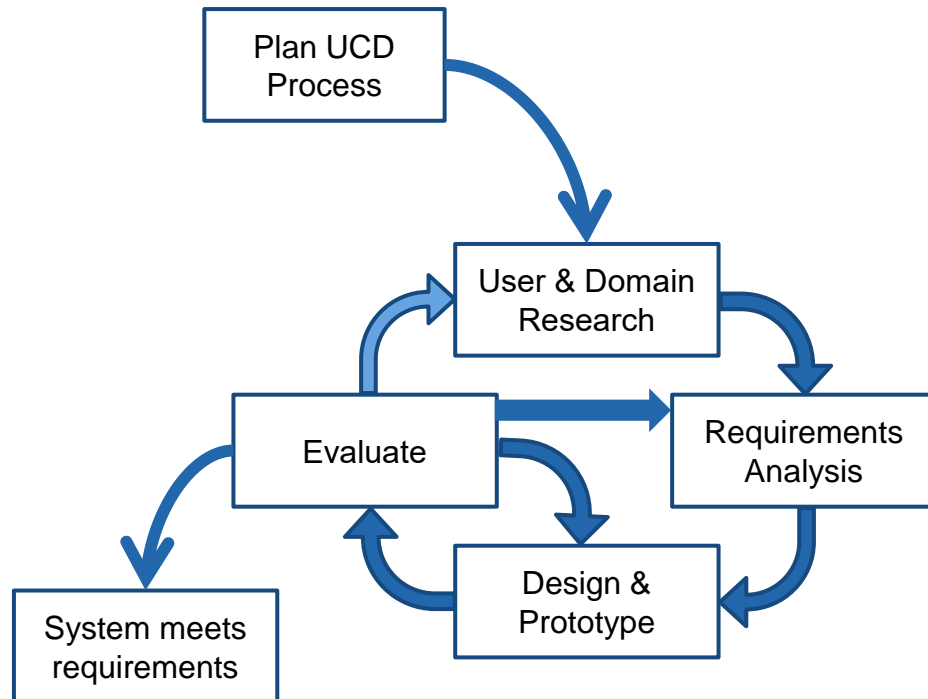 Plan UCD
Process
User & Domain
Research
Evaluate
Requirements
Analysis
Design &
Prototype
System meets
requirements